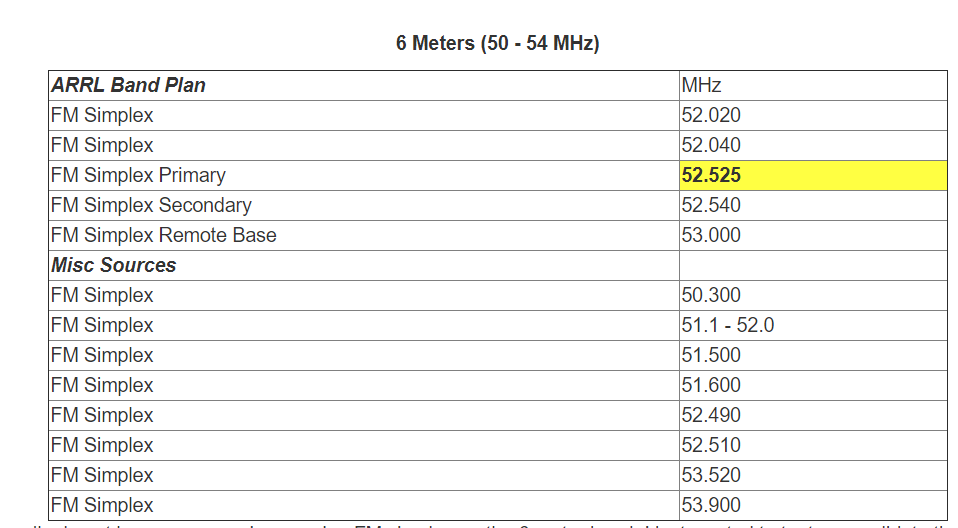 6 Meters (50 - 54 MHz)
ARRL Band Plan MHz
FM Simplex 52.020
FM Simplex 52.040
FM Simplex Primary 52.525
FM Simplex Secondary 52.540
FM Simplex Remote Base 53.000
Misc Sources
FM Simplex 50.300
FM Simplex 51.1 - 52.0
FM Simplex 51.500
FM Simplex 51.600
FM Simplex 52.490
FM Simplex 52.510
FM Simplex 53.520
FM Simplex 53.900